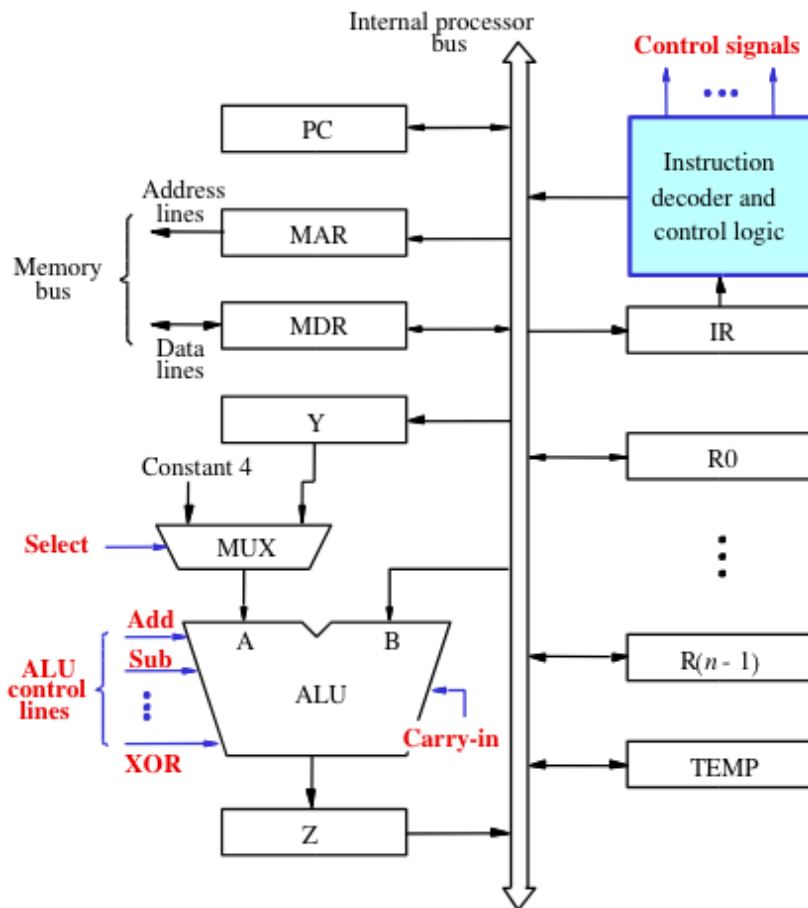 Internal processor
bus
Control signals
PC
Instruction
decoder and
control logic
Address
lines
MAR
Memory
bus
MDR
IR
Data
lines
Y
Constant 4
R0
Select
MUX
Add
A
B
Sub
ALU
control
lines
ALU
R(n - 1)
Carry-in
XOR
TEMP
Z